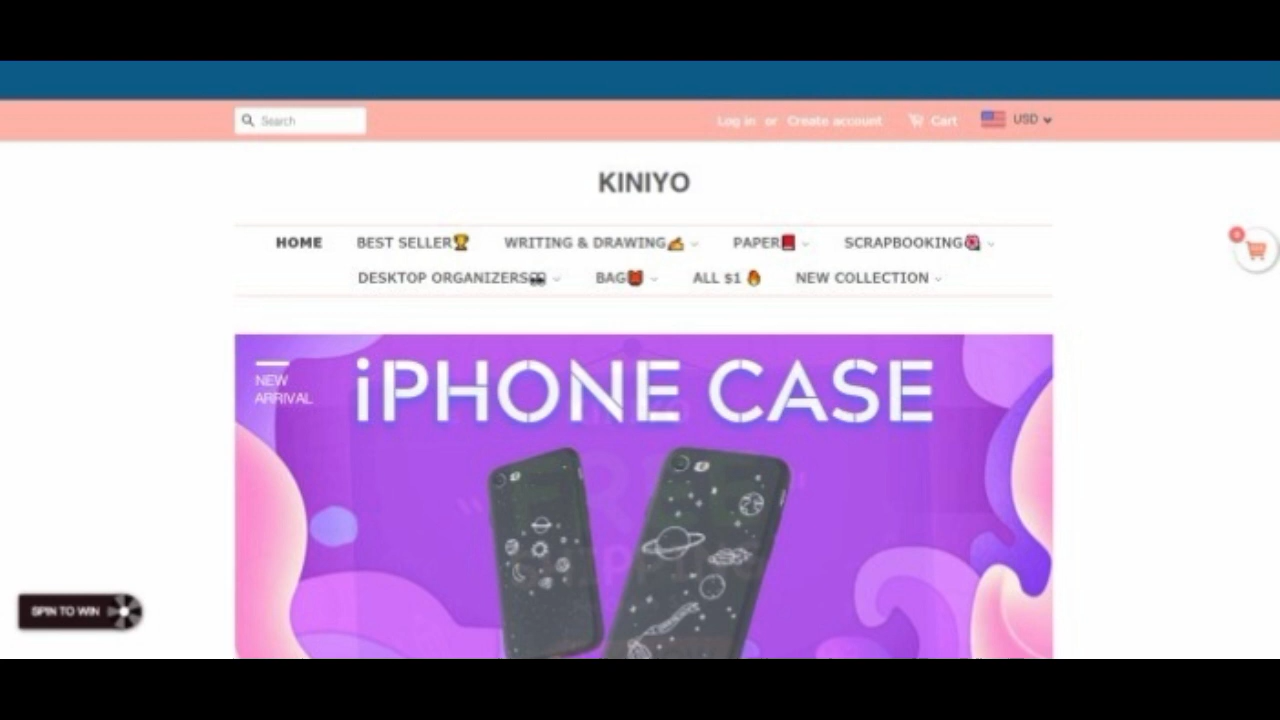 Search
Log in or Create account
Cart
USD
KINIYO
HOME
BEST SELLER🏆
WRITING & DRAWING✍
PAPER📕
SCRAPBOOKING
DESKTOP ORGANIZERS
BAG🎒
ALL $1 🔥
NEW COLLECTION
NEW
ARRIVAL
iPHONE CASE
SPIN TO WIN